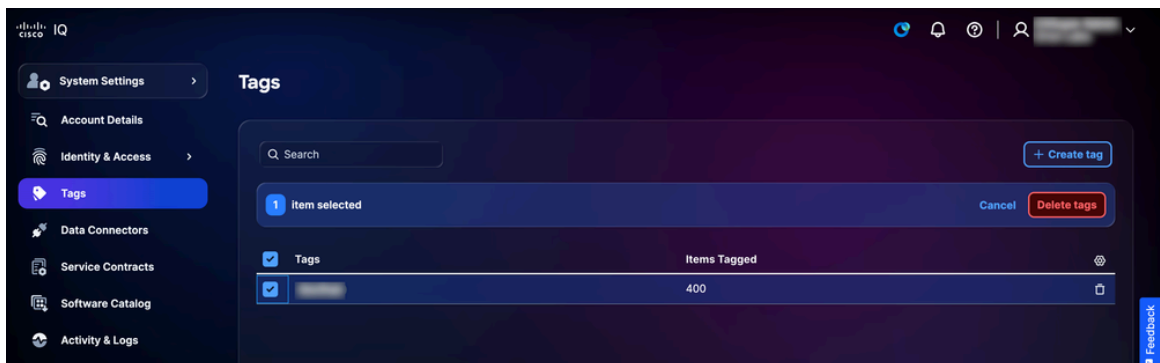 cisco IQ
System Settings
Account Details
Identity & Access
Tags
Data Connectors
Service Contracts
Software Catalog
Activity & Logs
Tags
Search
+ Create tag
1 item selected
Cancel Delete tags
Tags Items Tagged
400
Feedback